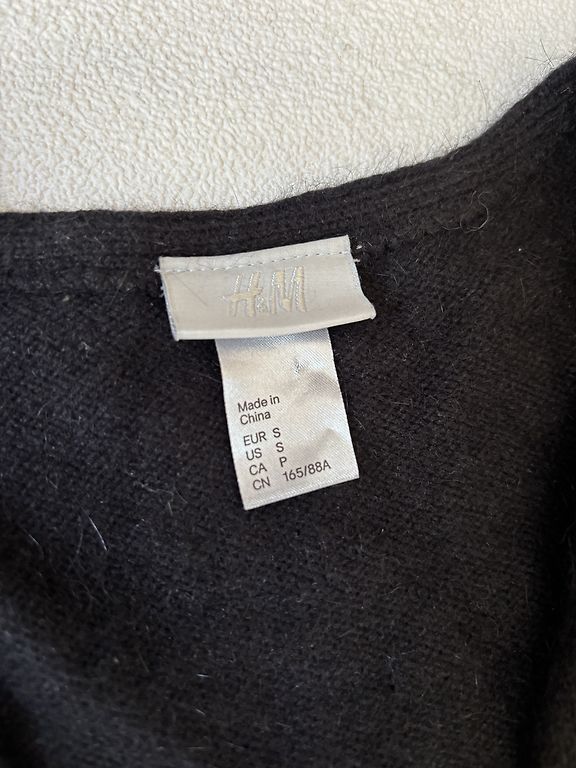 H&M
Made in
China
EUR S
US S
CA P
CN 165/88A